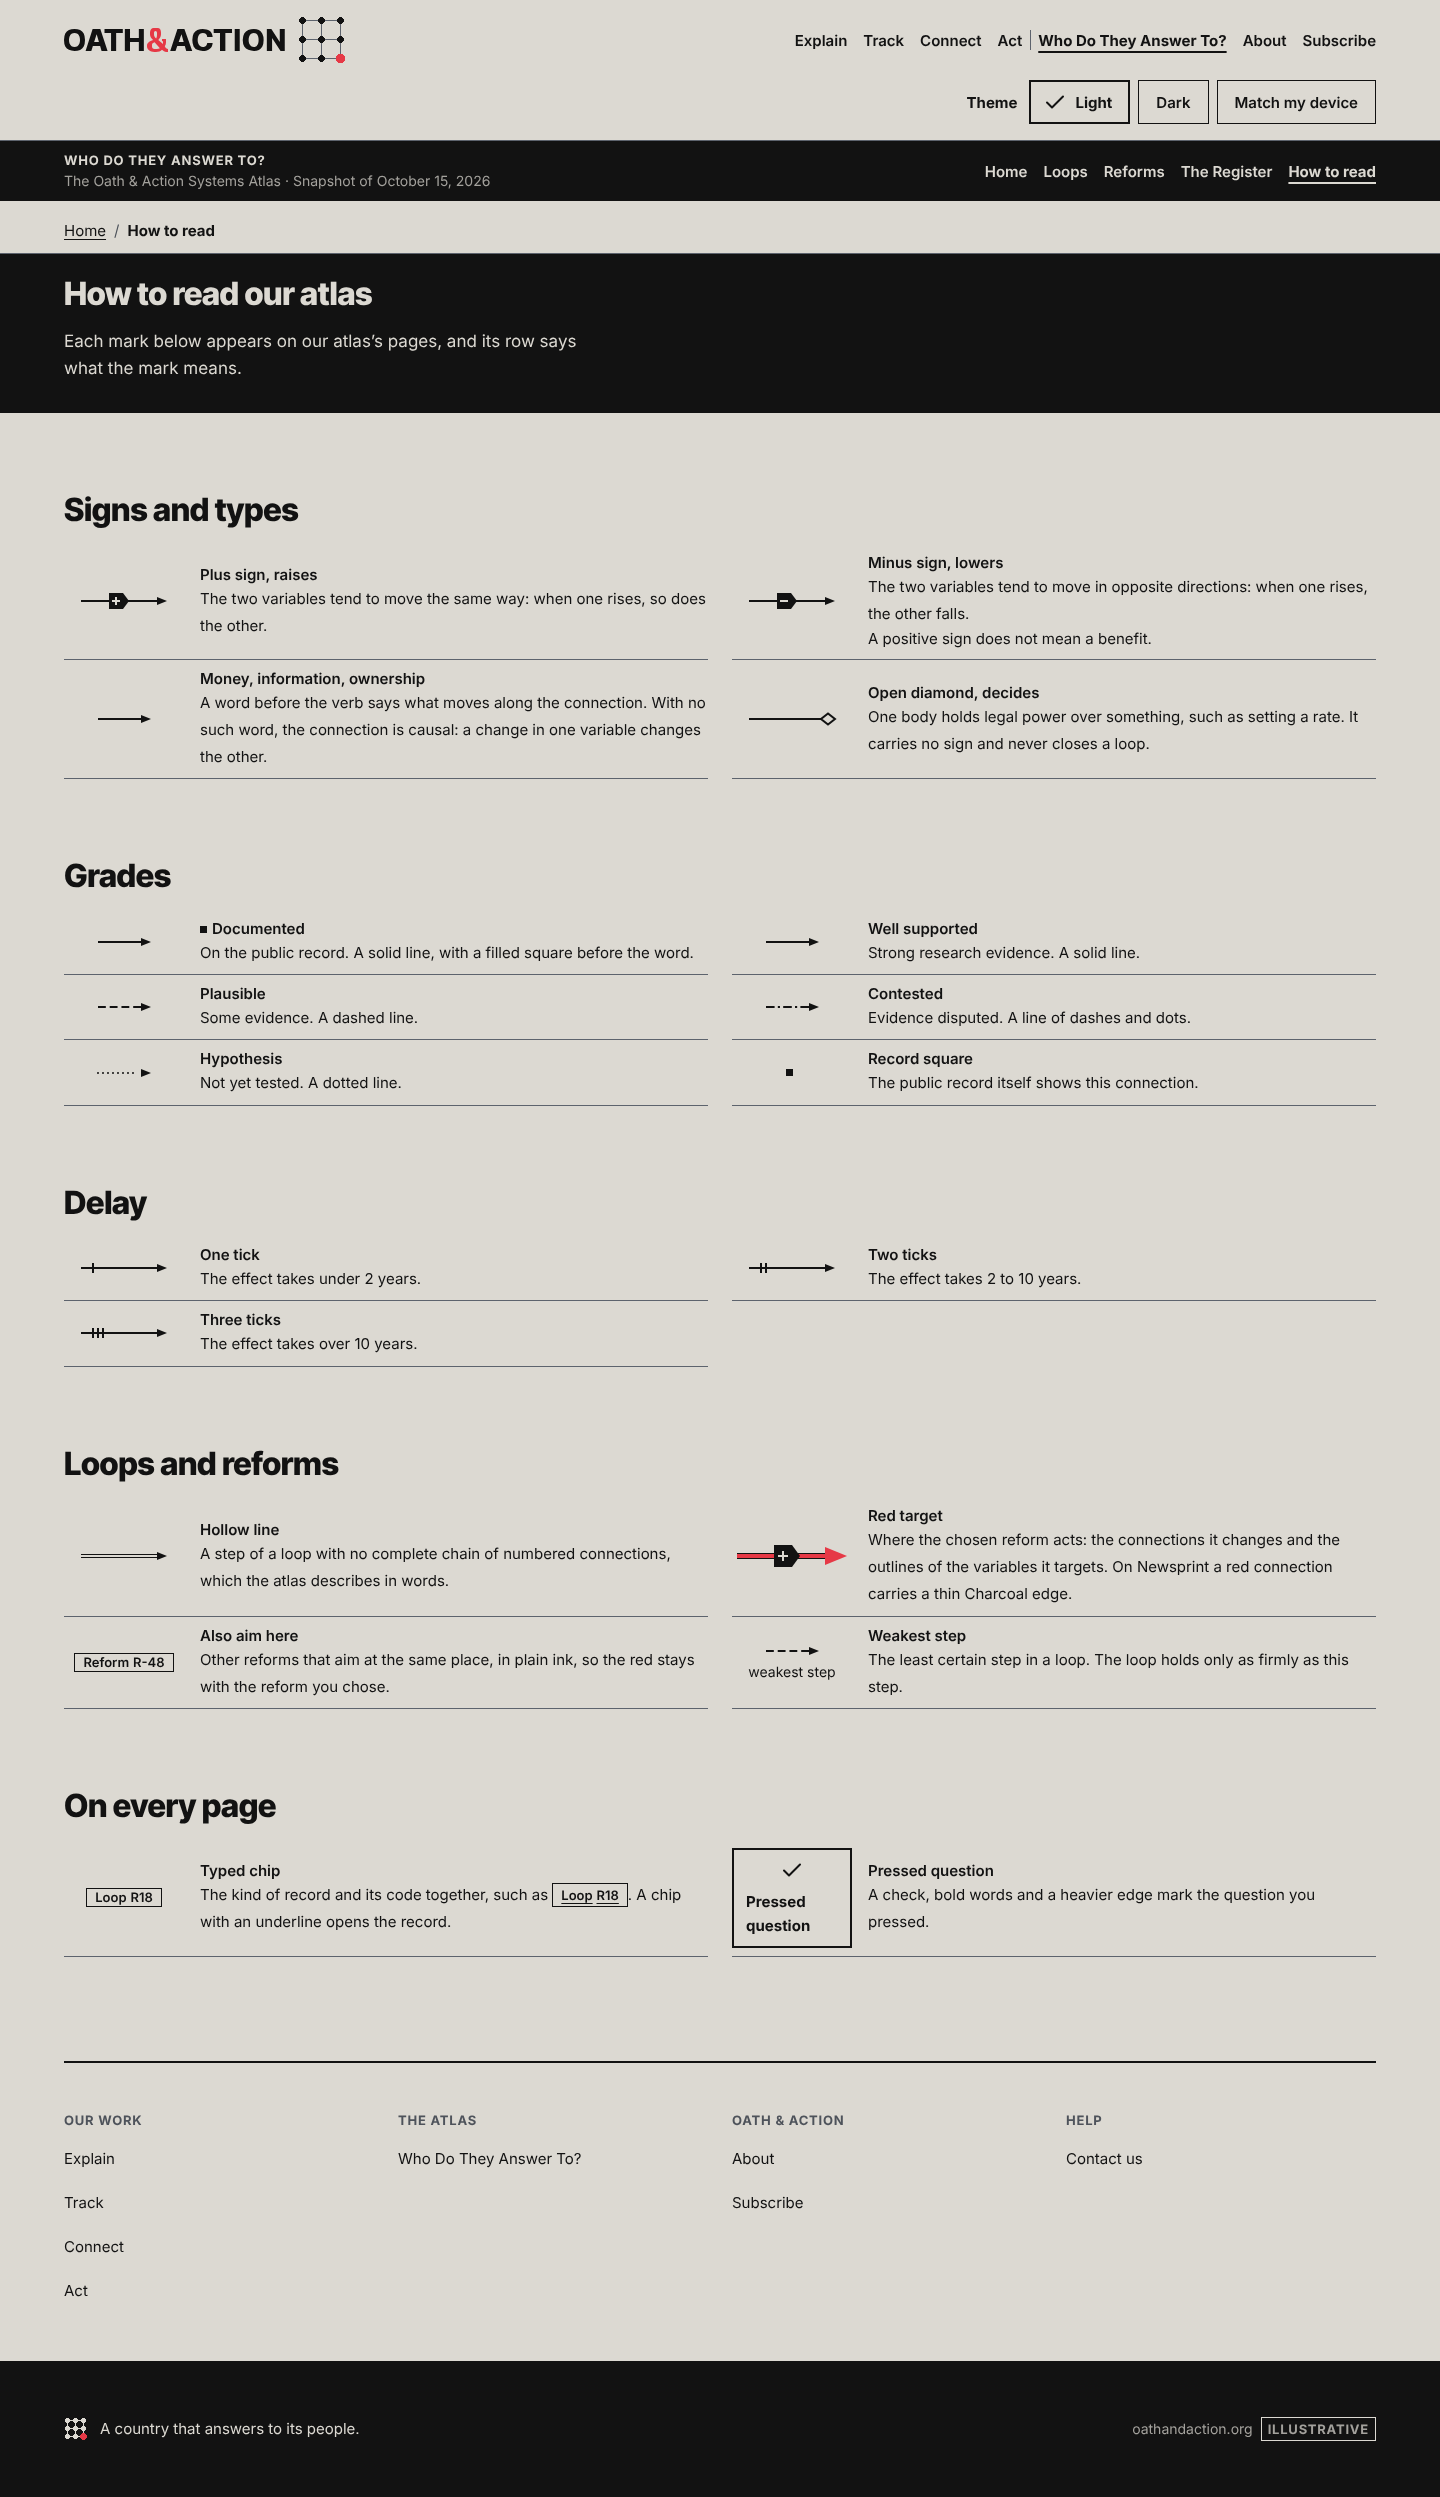 OATH&ACTION
Explain Track Connect Act Who Do They Answer To? About Subscribe
Theme Light Dark Match my device
WHO DO THEY ANSWER TO?
The Oath & Action Systems Atlas · Snapshot of October 15, 2026
Home Loops Reforms The Register How to read
Home / How to read
How to read our atlas
Each mark below appears on our atlas’s pages, and its row says
what the mark means.
Signs and types
Plus sign, raises
The two variables tend to move the same way: when one rises, so does
the other.
Minus sign, lowers
The two variables tend to move in opposite directions: when one rises,
the other falls.
A positive sign does not mean a benefit.
Money, information, ownership
A word before the verb says what moves along the connection. With no
such word, the connection is causal: a change in one variable changes
the other.
Open diamond, decides
One body holds legal power over something, such as setting a rate. It
carries no sign and never closes a loop.
Grades
Documented
On the public record. A solid line, with a filled square before the word.
Well supported
Strong research evidence. A solid line.
Plausible
Some evidence. A dashed line.
Contested
Evidence disputed. A line of dashes and dots.
Hypothesis
Not yet tested. A dotted line.
Record square
The public record itself shows this connection.
Delay
One tick
The effect takes under 2 years.
Two ticks
The effect takes 2 to 10 years.
Three ticks
The effect takes over 10 years.
Loops and reforms
Hollow line
A step of a loop with no complete chain of numbered connections,
which the atlas describes in words.
Red target
Where the chosen reform acts: the connections it changes and the
outlines of the variables it targets. On Newsprint a red connection
carries a thin Charcoal edge.
Reform R-48
Also aim here
Other reforms that aim at the same place, in plain ink, so the red stays
with the reform you chose.
weakest step
Weakest step
The least certain step in a loop. The loop holds only as firmly as this
step.
On every page
Loop R18
Typed chip
The kind of record and its code together, such as Loop R18. A chip
with an underline opens the record.
Pressed
question
Pressed question
A check, bold words and a heavier edge mark the question you
pressed.
OUR WORK
Explain
Track
Connect
Act
THE ATLAS
Who Do They Answer To?
OATH & ACTION
About
Subscribe
HELP
Contact us
A country that answers to its people.
oathandaction.org ILLUSTRATIVE